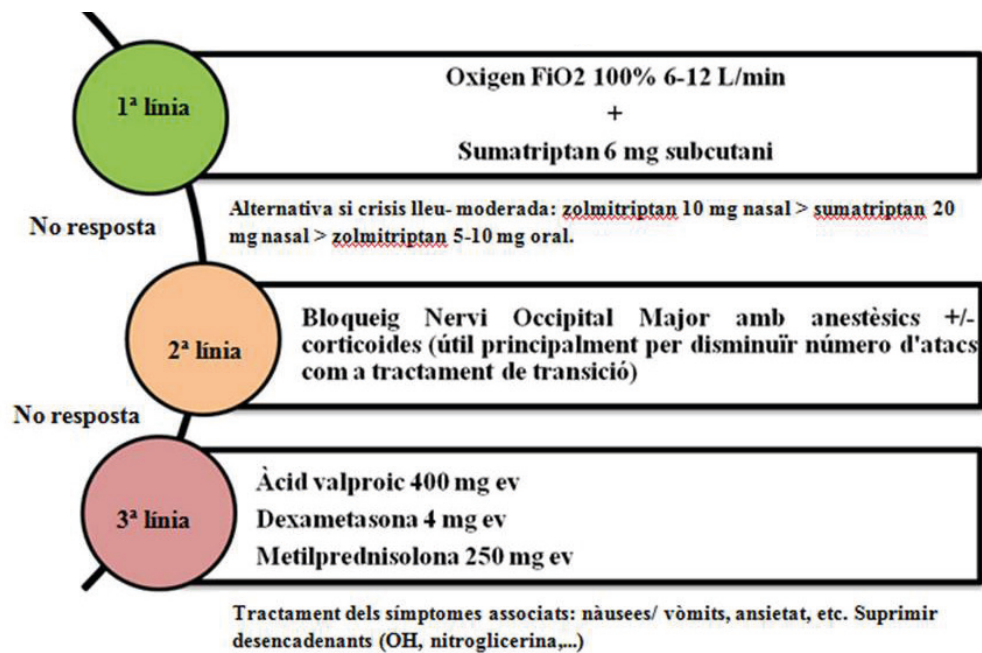 1ª línia
Oxigen FiO2 100% 6-12 L/min
+
Sumatriptan 6 mg subcutani
No resposta
Alternativa si crisis lleu- moderada: zolmitriptan 10 mg nasal > sumatriptan 20
mg nasal > zolmitriptan 5-10 mg oral.
2ª línia
Bloqueig Nervi Occipital Major amb anestèsics +/-
corticoides (útil principalment per disminuïr número d'atacs
com a tractament de transició)
No resposta
3ª línia
Àcid valproic 400 mg ev
Dexametasona 4 mg ev
Metilprednisolona 250 mg ev
Tractament dels símptomes associats: nàusees/ vòmits, ansietat, etc. Suprimir
desencadenants (OH, nitroglicerina,...)